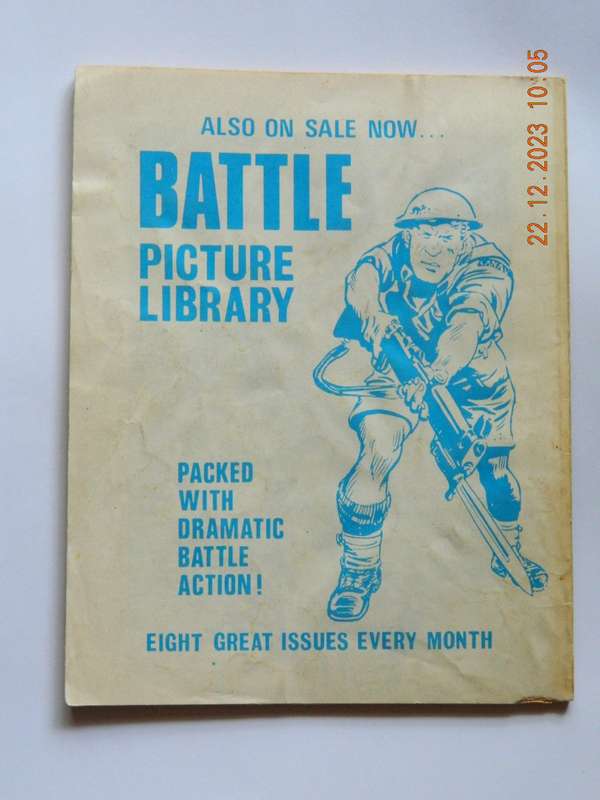 22.12.2023 10:05
ALSO ON SALE NOW...
BATTLE
PICTURE
LIBRARY
PACKED
WITH
DRAMATIC
BATTLE
ACTION!
EIGHT GREAT ISSUES EVERY MONTH